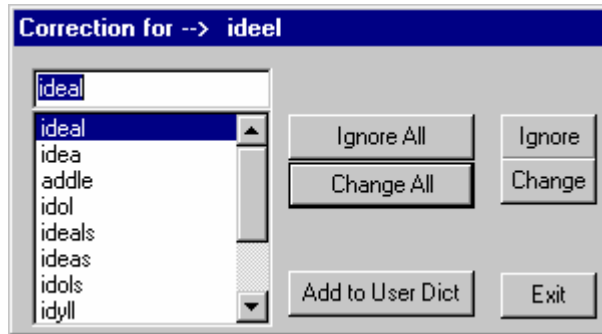 Correction for --> ideel
ideal
ideal
idea
addle
idol
ideals
ideas
idols
idyll
Ignore All
Ignore
Change All
Change
Add to User Dict
Exit